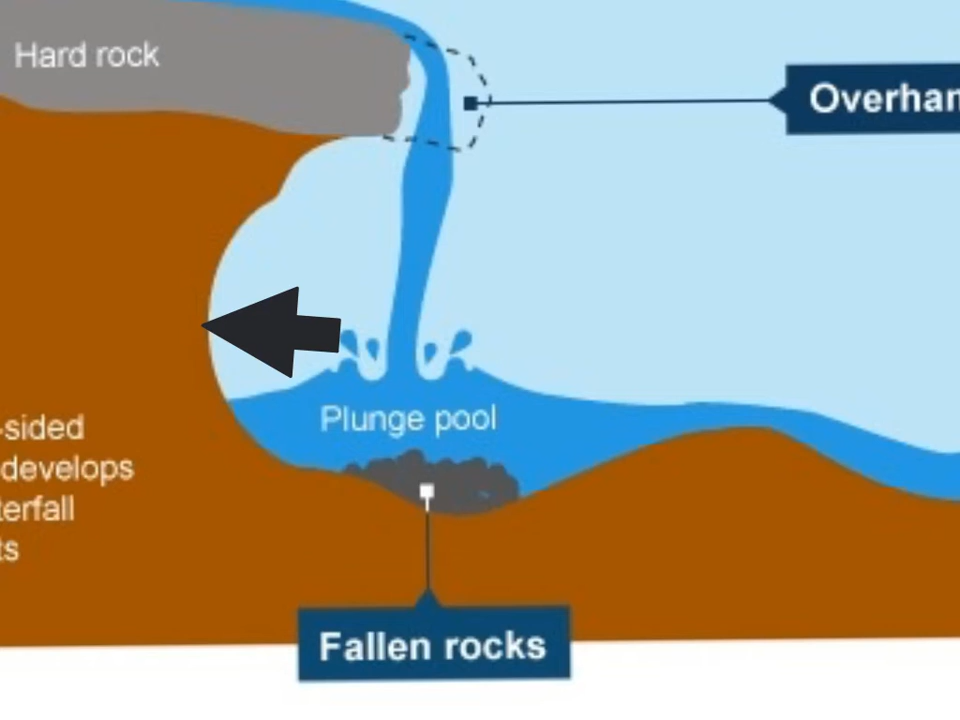 Hard rock
Overhan
Plunge pool
-sided
develops
terfall
ts
Fallen rocks